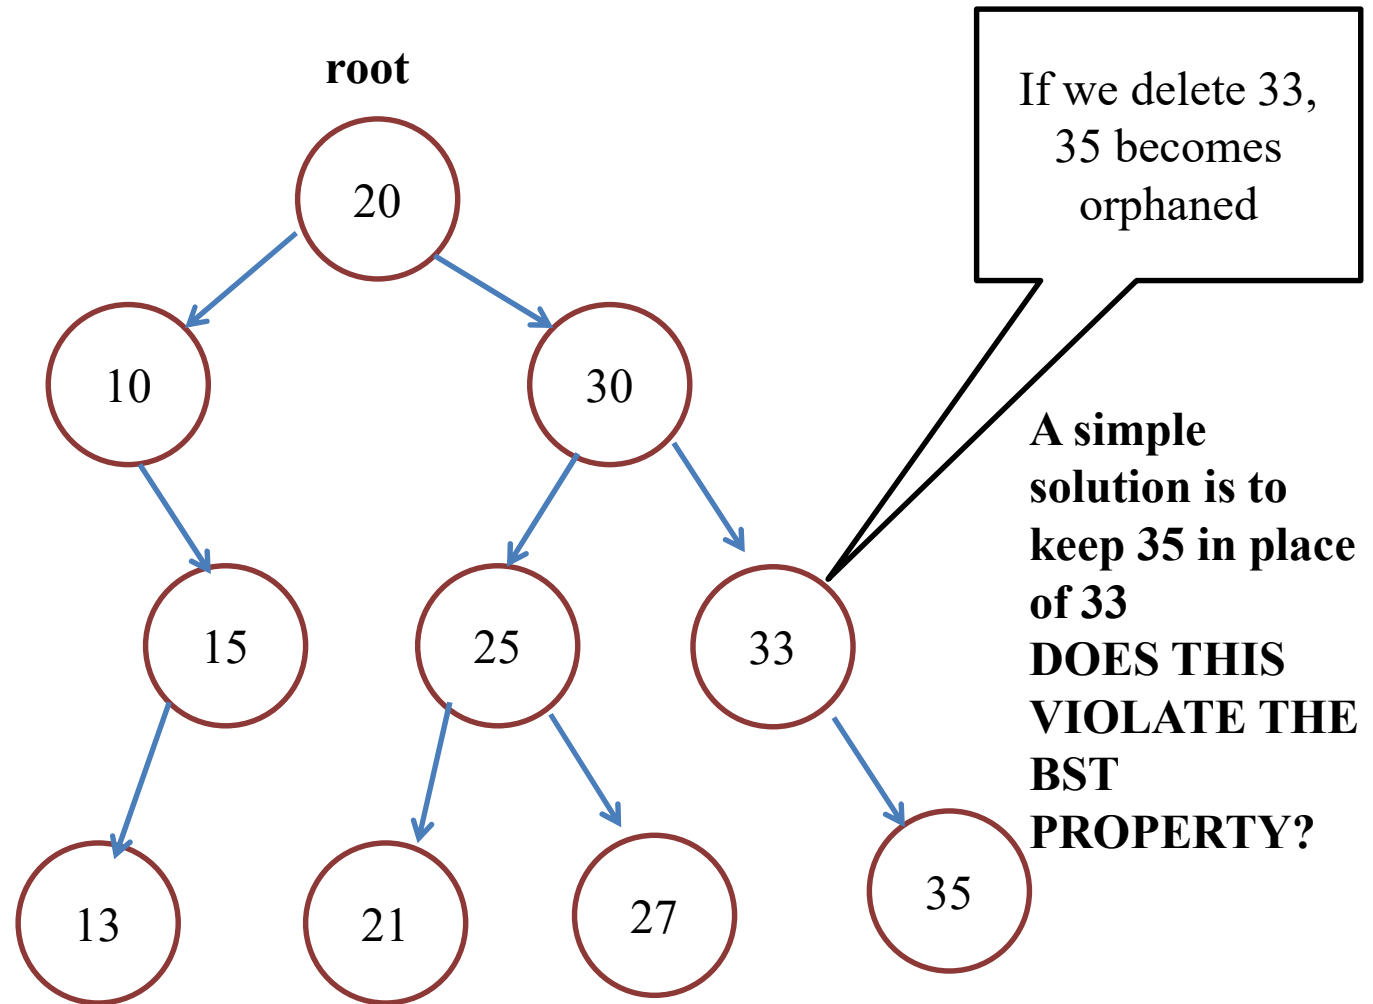 root
If we delete 33,
35 becomes
orphaned
20
10
30
A simple
solution is to
keep 35 in place
of 33
DOES THIS
VIOLATE THE
BST
PROPERTY?
15
25
33
13
21
27
35